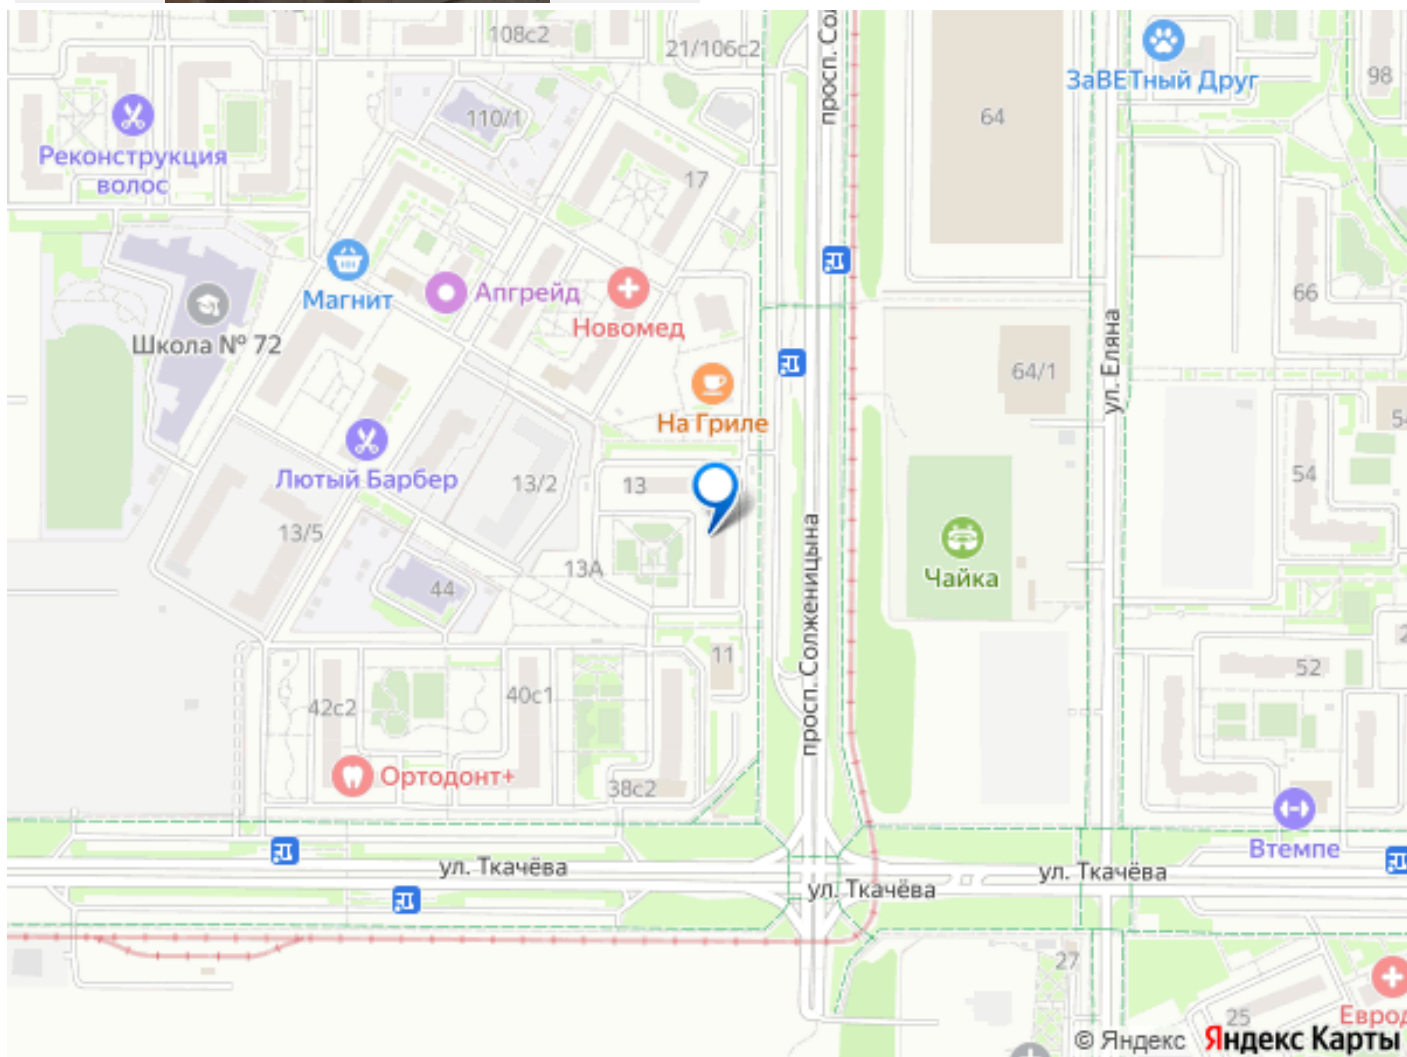 108с2
21/106с2
просп. Со
ЗаВЕТный Друг
98
64
110/1
Реконструкция
волос
17
Магнит
Апгрейд
Новомед
66
Школа № 72
64/1
ул. Еляна
На Гриле
54
Лютый Барбер
13/2
13
13/5
13А
44
Чайка
просп. Солженицына
11
52
42с2
40с1
Ортодонт+
38с2
Втемпе
ул. Ткачёва
ул. Ткачёва
ул. Ткачёва
27
25
Еврод
© Яндекс Яндекс Карты